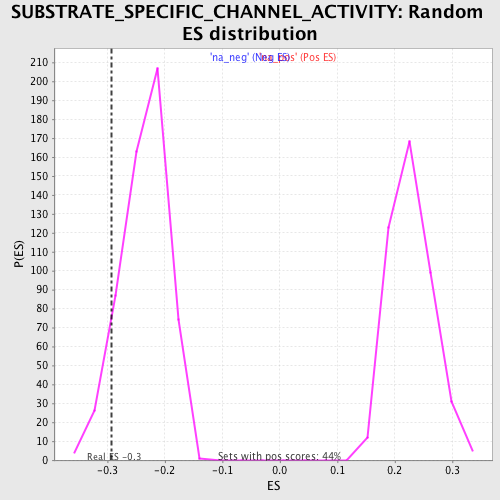 SUBSTRATE_SPECIFIC_CHANNEL_ACTIVITY: Random
ES distribution
'na_neg' (Neg ES) 'na_pos' (Pos ES)
210
200
190
180
170
160
150
140
130
120
110
100
90
80
70
60
50
40
30
20
10
0
P(ES)
Real ES -0.3
Sets with pos scores: 44%
-0.3 -0.2 -0.1 0.0 0.1 0.2 0.3
ES